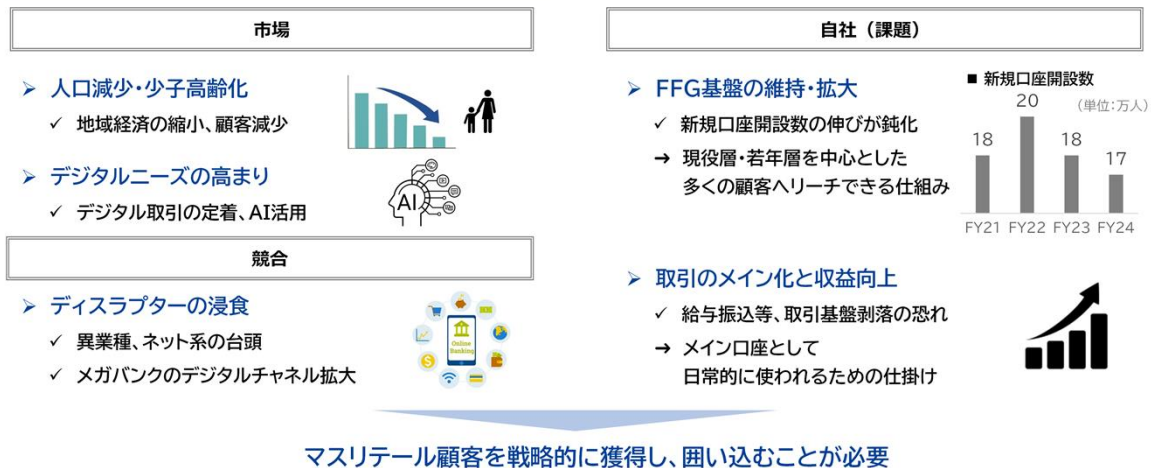 市場
➢ 人口減少・少子高齢化
✓ 地域経済の縮小、顧客減少
➢ デジタルニーズの高まり
✓ デジタル取引の定着、AI活用
AI
競合
➢ ディスラプターの浸食
✓ 異業種、ネット系の台頭
✓ メガバンクのデジタルチャネル拡大
Online
Banking
自社（課題）
➢ FFG基盤の維持・拡大
✓ 新規口座開設数の伸びが鈍化
→ 現役層・若年層を中心とした
多くの顧客へリーチできる仕組み
■ 新規口座開設数
（単位：万人）
18 20 18 17
FY21 FY22 FY23 FY24
➢ 取引のメイン化と収益向上
✓ 給与振込等、取引基盤剥落の恐れ
→ メイン口座として
日常的に使われるための仕掛け
マスリテール顧客を戦略的に獲得し、囲い込むことが必要